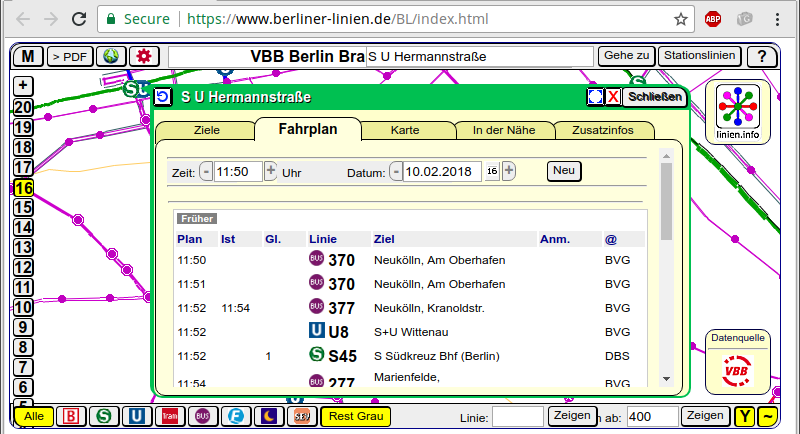 Secure https://www.berliner-linien.de/BL/index.html ABP
M > PDF VBB Berlin Bra S U Hermannstraße Gehe zu Stationslinien ?
+
20
19
18
17
16
15
14
13
12
11
10
9
8
7
6
S U Hermannstraße X Schließen
linien.info
Ziele Fahrplan Karte In der Nähe Zusatzinfos
Zeit: - 11:50 + Uhr Datum: - 10.02.2018 16 + Neu
Früher
Plan Ist Gl. Linie Ziel Anm. @
11:50 BUS 370 Neukölln, Am Oberhafen BVG
11:51 BUS 370 Neukölln, Am Oberhafen BVG
11:52 11:54 BUS 377 Neukölln, Kranoldstr. BVG
11:52 U U8 S+U Wittenau BVG
11:52 1 S S45 S Südkreuz Bhf (Berlin) DBS
11:54 BUS 277 Marienfelde, BVG
Datenquelle
VBB
Alle B S U Tram BUS F Rest Grau Linie: Zeigen ab: 400 Zeigen Y ~